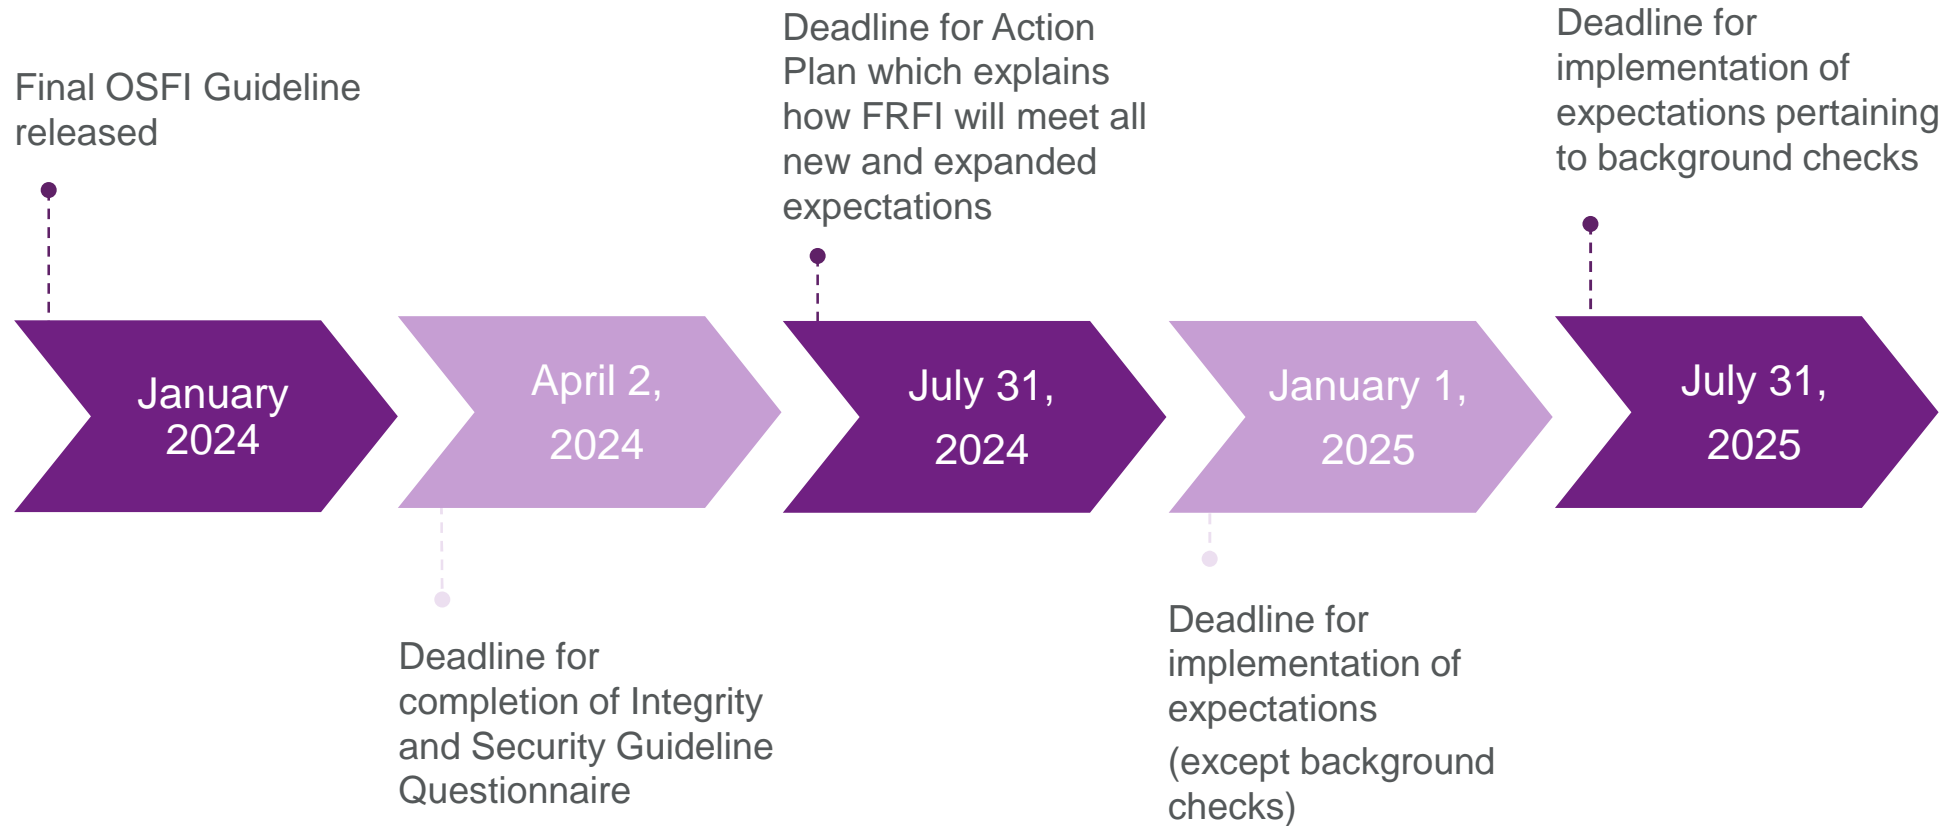 Final OSFI Guideline
released
Deadline for Action
Plan which explains
how FRFI will meet all
new and expanded
expectations
Deadline for
implementation of
expectations pertaining
to background checks
January
2024
April 2,
2024
July 31,
2024
January 1,
2025
July 31,
2025
Deadline for
completion of Integrity
and Security Guideline
Questionnaire
Deadline for
implementation of
expectations
(except background
checks)